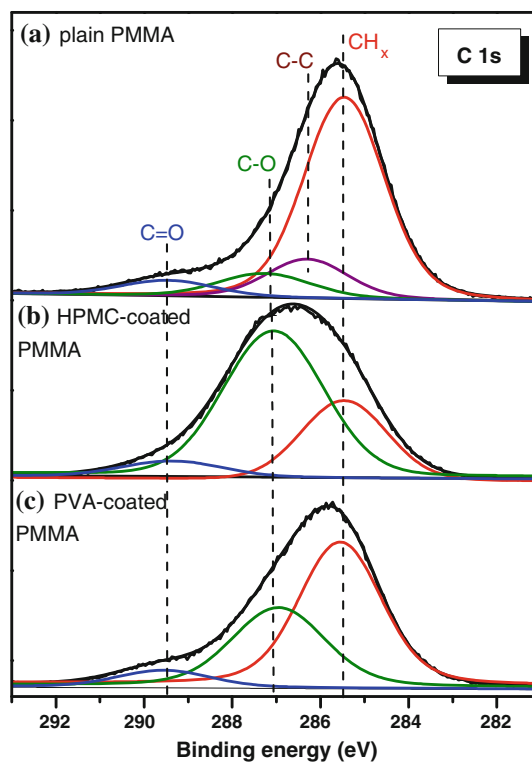 (a) plain PMMA
CHₓ
C 1s
C-C
C-O
C=O
(b) HPMC-coated
PMMA
(c) PVA-coated
PMMA
292 290 288 286 284 282
Binding energy (eV)